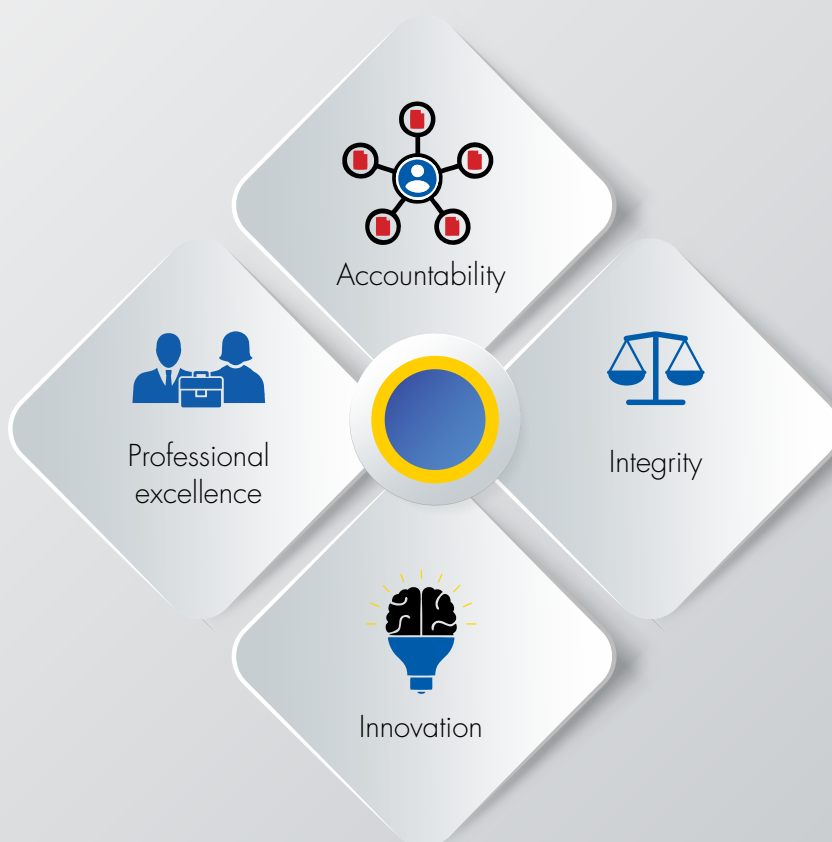 Accountability
Professional
excellence
Integrity
Innovation